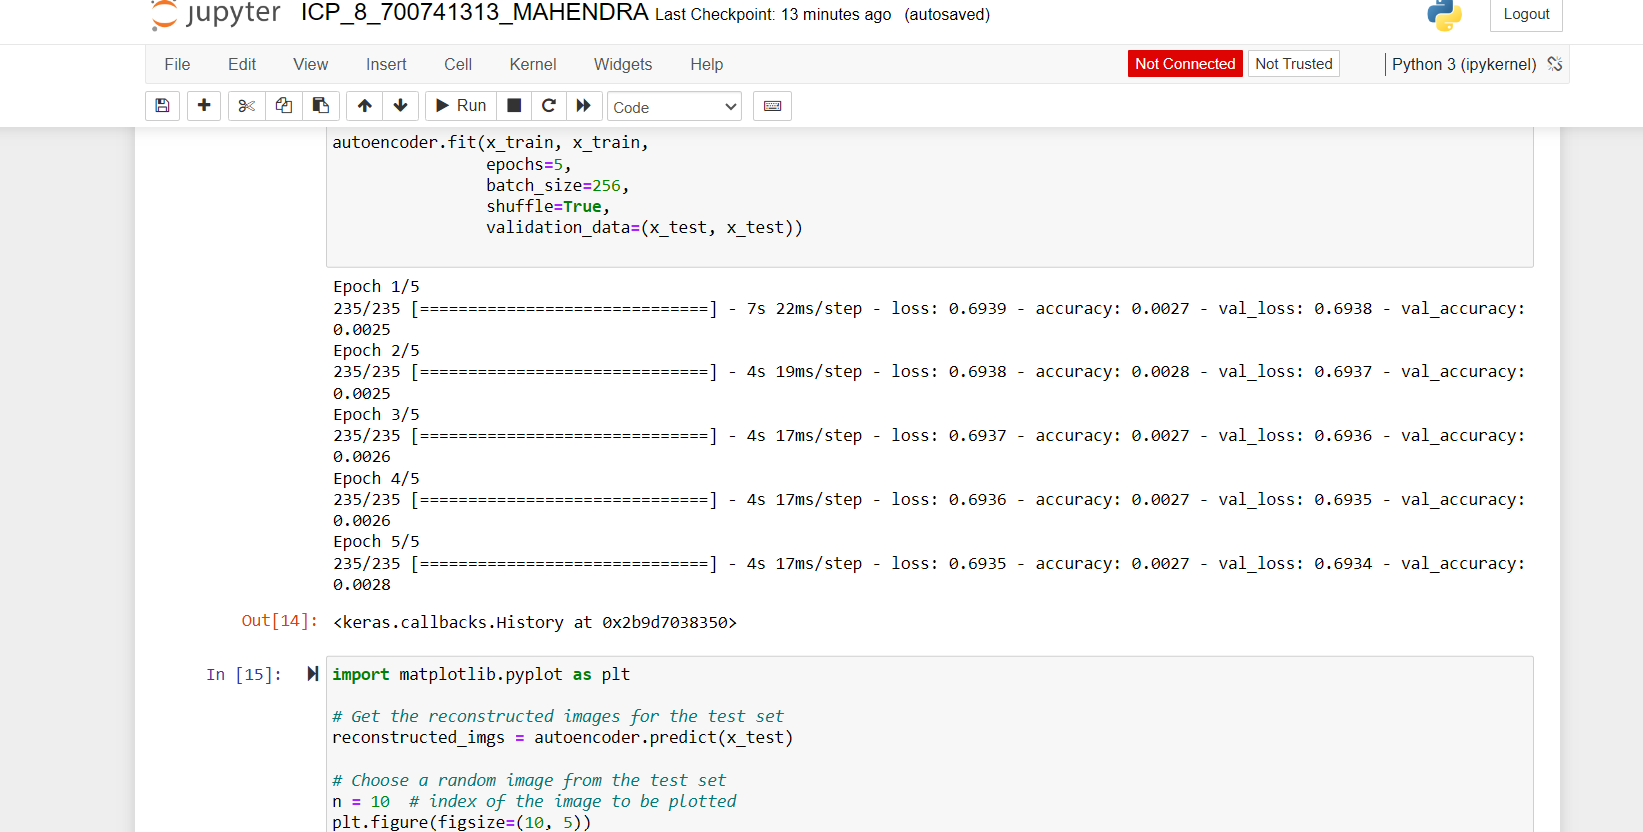 jupyter ICP_8_700741313_MAHENDRA Last Checkpoint: 13 minutes ago (autosaved) Logout
File Edit View Insert Cell Kernel Widgets Help Not Connected Not Trusted Python 3 (ipykernel)
Run Code
autoencoder.fit(x_train, x_train,
                epochs=5,
                batch_size=256,
                shuffle=True,
                validation_data=(x_test, x_test))
Epoch 1/5
235/235 [==============================] - 7s 22ms/step - loss: 0.6939 - accuracy: 0.0027 - val_loss: 0.6938 - val_accuracy:
0.0025
Epoch 2/5
235/235 [==============================] - 4s 19ms/step - loss: 0.6938 - accuracy: 0.0028 - val_loss: 0.6937 - val_accuracy:
0.0025
Epoch 3/5
235/235 [==============================] - 4s 17ms/step - loss: 0.6937 - accuracy: 0.0027 - val_loss: 0.6936 - val_accuracy:
0.0026
Epoch 4/5
235/235 [==============================] - 4s 17ms/step - loss: 0.6936 - accuracy: 0.0027 - val_loss: 0.6935 - val_accuracy:
0.0026
Epoch 5/5
235/235 [==============================] - 4s 17ms/step - loss: 0.6935 - accuracy: 0.0027 - val_loss: 0.6934 - val_accuracy:
0.0028
Out[14]: <keras.callbacks.History at 0x2b9d7038350>
In [15]: import matplotlib.pyplot as plt
# Get the reconstructed images for the test set
reconstructed_imgs = autoencoder.predict(x_test)
# Choose a random image from the test set
n = 10  # index of the image to be plotted
plt.figure(figsize=(10, 5))